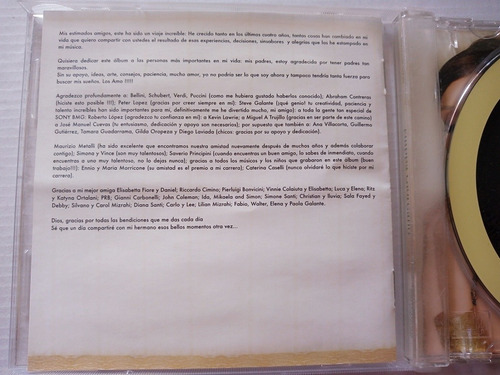 Mis estimados amigos, este ha sido un viaje increíble: He crecido tanto en los últimos cuatro años, tantas cosas han cambiado en mi
vida que quiero compartir con ustedes el resultado de esas experiencias, decisiones, sinsabores y alegrías que los he estampado en
mi música.
Quisiera dedicar este álbum a las personas más importantes en mi vida: mis padres, estoy agradecida por tener padres tan
maravillosos.
Sin su apoyo, ideas, arte, consejos, paciencia, mucho amor, yo no podría ser lo que soy ahora y tampoco tendría tanta fuerza para
buscar mis sueños. Los Amo !!!!!
Agradezco profundamente a: Bellini, Schubert, Verdi, Puccini (como me hubiera gustado haberlos conocido); Abraham Contreras
(hiciste esto posible !!!); Peter Lopez (gracias por creer siempre en mi); Steve Galante (qué genio! tu creatividad, paciencia y
talento increíbles han sido importantes para mí, definitivamente me he divertido mucho, mi amigo); a toda la gente tan especial de
SONY BMG: Roberto López (agradezco tu confianza en mi); a Kevin Lawrie; a Miguel A Trujillo (gracias en ser parte de este camino)
a José Manuel Cuevas (tu entusiasmo, dedicación y apoyo son necesarios); por supuesto que también a: Ana Villacorta, Guillermo
Gutiérrez, Tamara Guadarrama, Gilda Oropeza y Diego Laviada (chicos: gracias por su apoyo y dedicación).
Maurizio Metalli (ha sido excelente que encontramos nuestra amistad nuevamente después de muchos años y además colaborar
contigo); Simone y Vince (son muy talentosos); Saverio Principini (cuando encuentras un buen amigo, lo sabes de inmendiato, cuando
encuentras a uno muy talentoso, no lo dejas nunca); gracias a todos los músicos y los niños que grabaron en este álbum (buen
trabajo!!!); Ennio y Maria Morricone (su amistad es el premio a mi carrera); Caterina Caselli (nunca olvidaré lo que hiciste por mi
carrera).
Gracias a mi mejor amiga Elisabetta Fiore y Daniel; Riccardo Cimino; Pierluigi Bonvicini; Vinnie Colaiuta y Elisabetta; Luca y Elena; Ritz
y Katyna Ortolani; PRB; Gianni Carbonelli; John Coleman; Ida, Mikaela and Simon; Simone Santi; Christian y Iluvia; Sala Fayed y
Debby; Silvano y Carol Mizrahi; Diana Santi; Carlo y Lee; Lilian Mizrahi; Fabio, Walter, Elena y Paola Galante.
Dios, gracias por todas las bendiciones que me das cada día
Sé que un día compartiré con mi hermano esos bellos momentos otra vez...